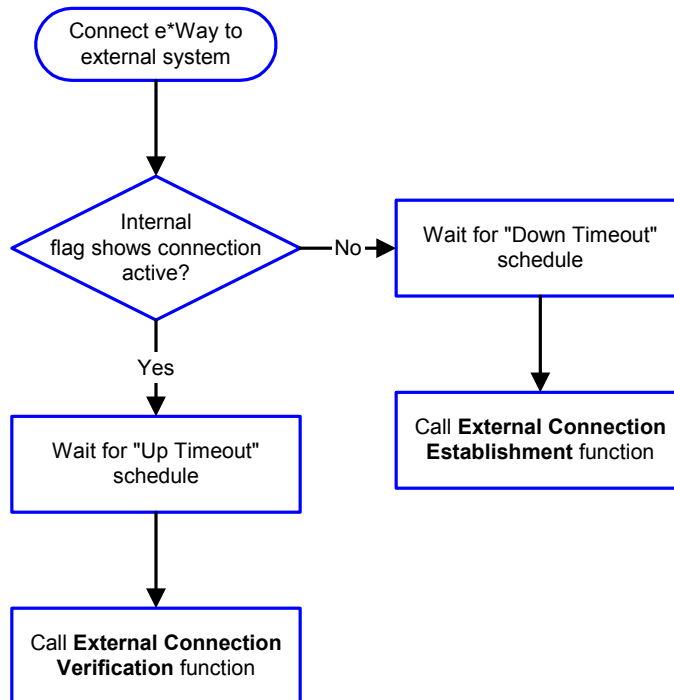 Connect e*Way to
external system
Internal
flag shows connection
active?
No
Wait for "Down Timeout"
schedule
Yes
Call External Connection
Establishment function
Wait for "Up Timeout"
schedule
Call External Connection
Verification function